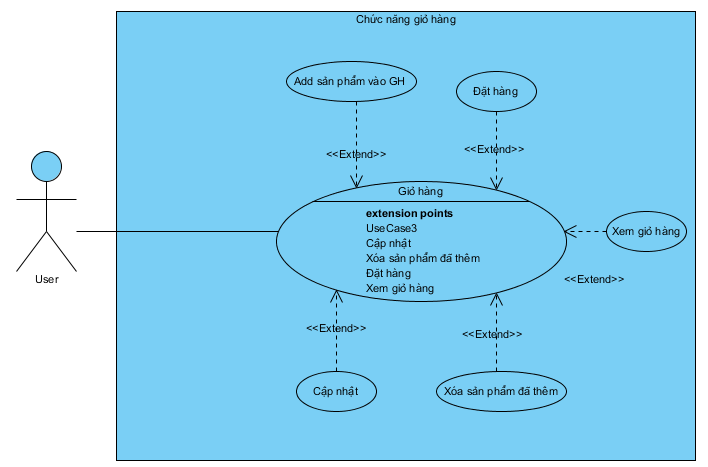 Chức năng giỏ hàng
Add sản phẩm vào GH
Đặt hàng
<<Extend>>
<<Extend>>
Giỏ hàng
extension points
UseCase3
Cập nhật
Xóa sản phẩm đã thêm
Đặt hàng
Xem giỏ hàng
Xem giỏ hàng
<<Extend>>
User
<<Extend>>
<<Extend>>
Cập nhật
Xóa sản phẩm đã thêm